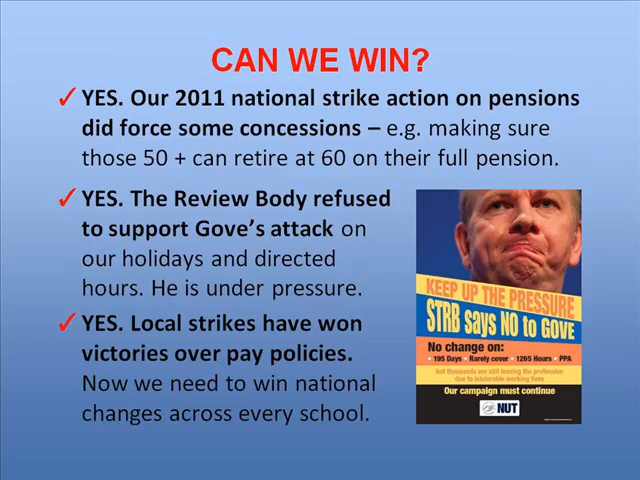 CAN WE WIN?
✓ YES. Our 2011 national strike action on pensions
did force some concessions – e.g. making sure
those 50 + can retire at 60 on their full pension.
✓ YES. The Review Body refused
to support Gove's attack on
our holidays and directed
hours. He is under pressure.
✓ YES. Local strikes have won
victories over pay policies.
Now we need to win national
changes across every school.
KEEP UP THE PRESSURE
STRB says NO to GOVE
No change on:
• 195 Days • Rarely cover • 1265 Hours • PPA
but thousands are still leaving the profession
due to intolerable working lives
Our campaign must continue
NUT